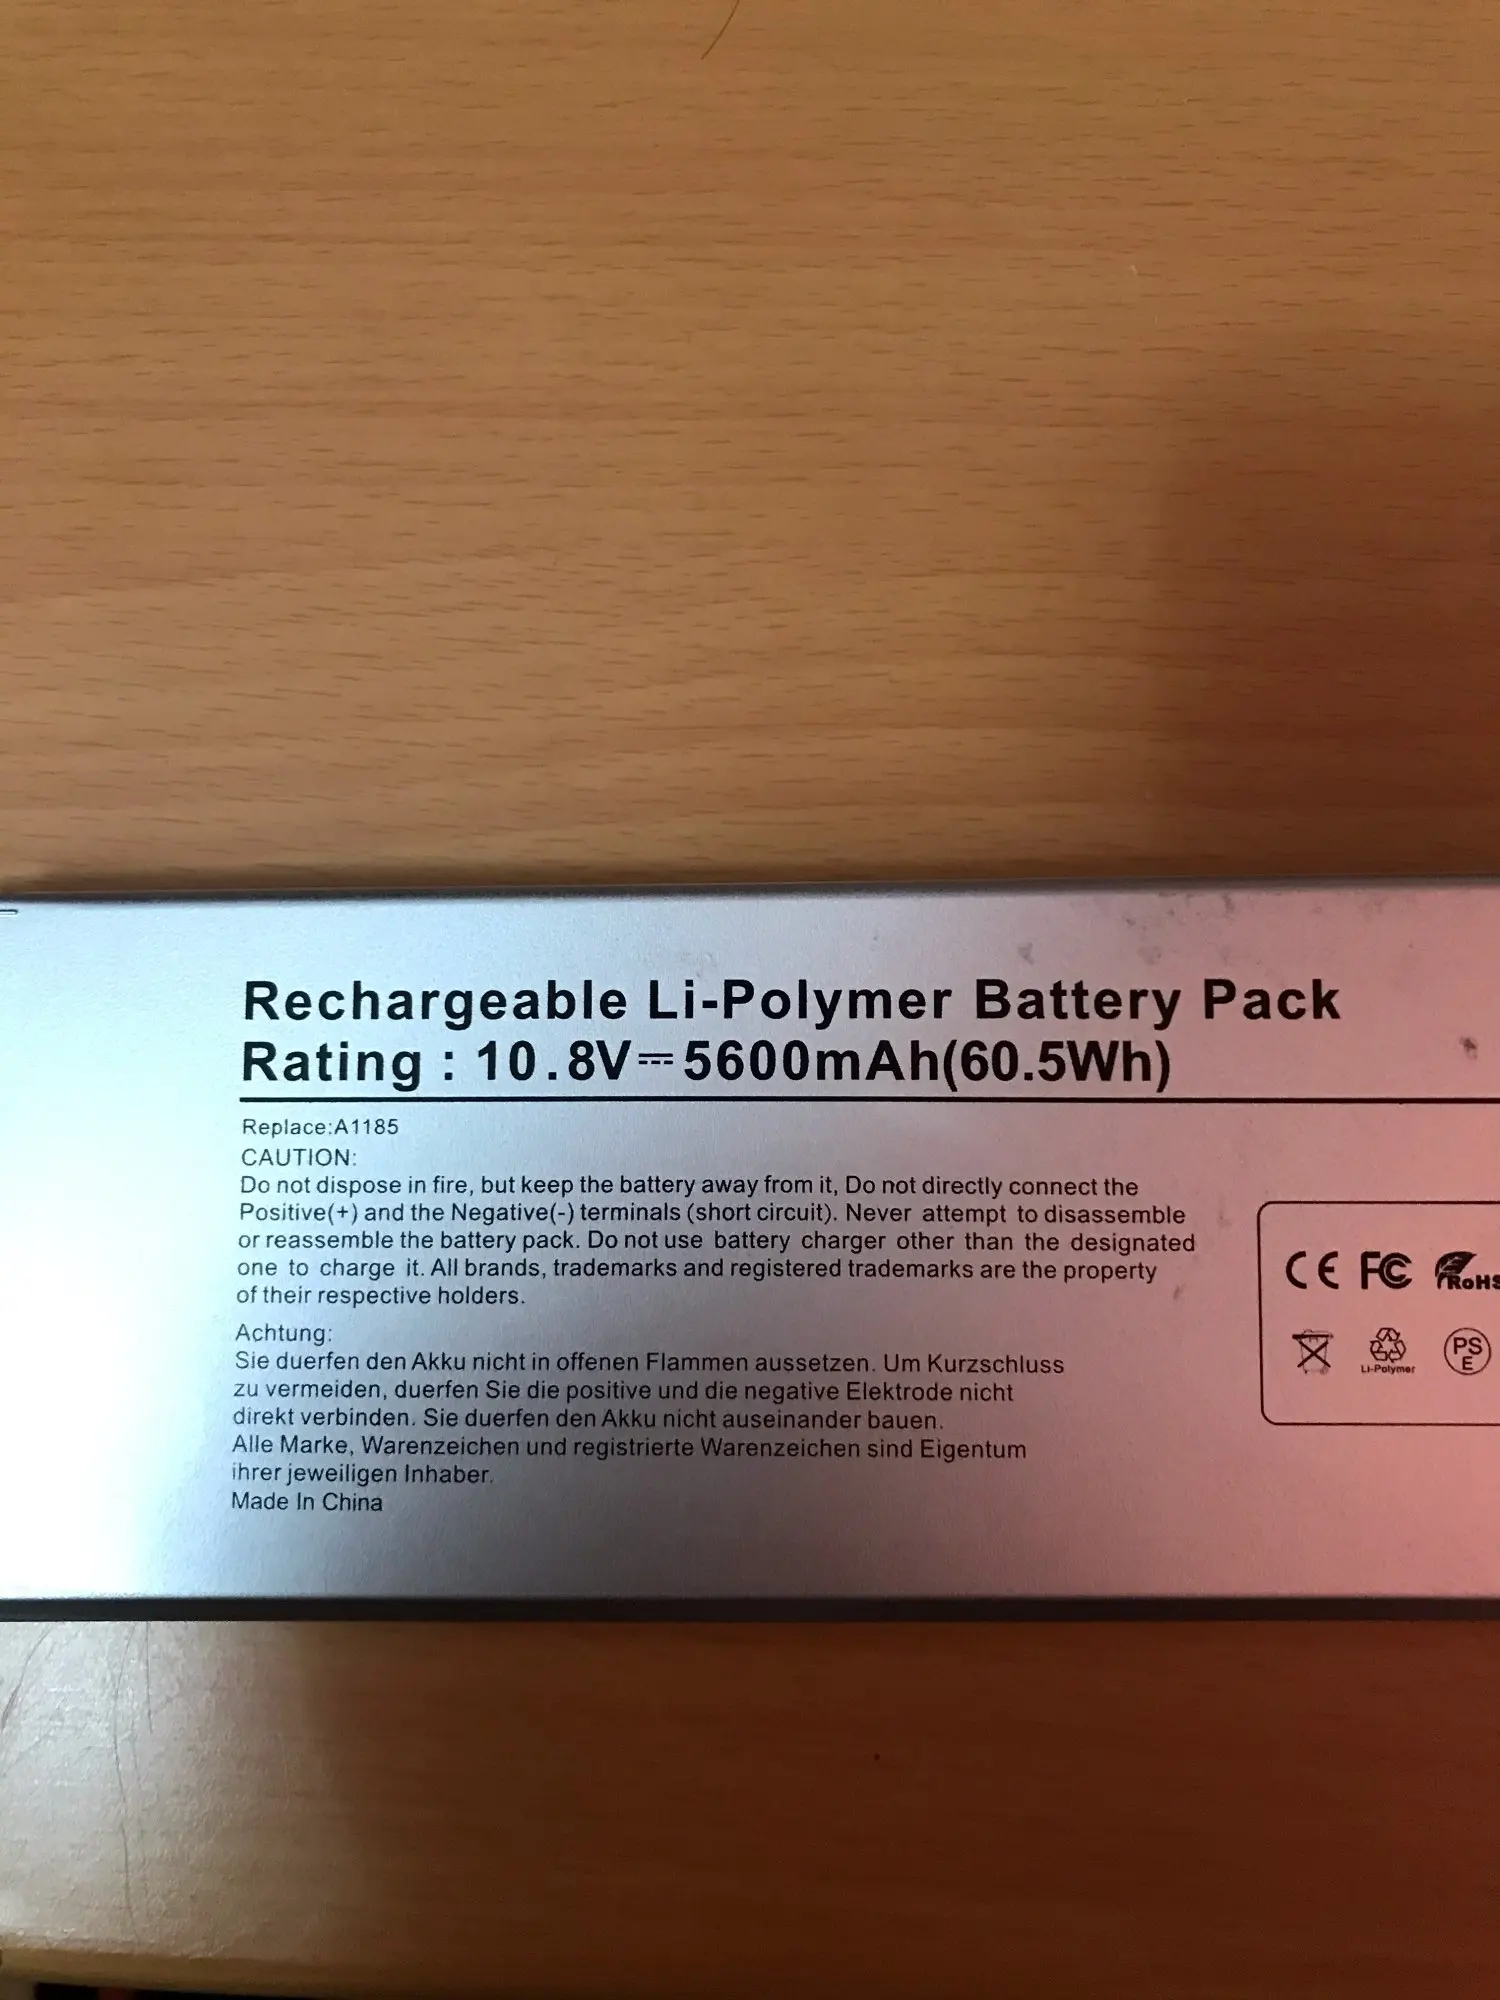 Rechargeable Li-Polymer Battery Pack
Rating : 10.8V⎓5600mAh(60.5Wh)
Replace:A1185
CAUTION:
Do not dispose in fire, but keep the battery away from it, Do not directly connect the
Positive(+) and the Negative(-) terminals (short circuit). Never attempt to disassemble
or reassemble the battery pack. Do not use battery charger other than the designated
one to charge it. All brands, trademarks and registered trademarks are the property
of their respective holders.
Achtung:
Sie duerfen den Akku nicht in offenen Flammen aussetzen. Um Kurzschluss
zu vermeiden, duerfen Sie die positive und die negative Elektrode nicht
direkt verbinden. Sie duerfen den Akku nicht auseinander bauen.
Alle Marke, Warenzeichen und registrierte Warenzeichen sind Eigentum
ihrer jeweiligen Inhaber.
Made In China
CE FC RoHS
Li-Polymer PSE